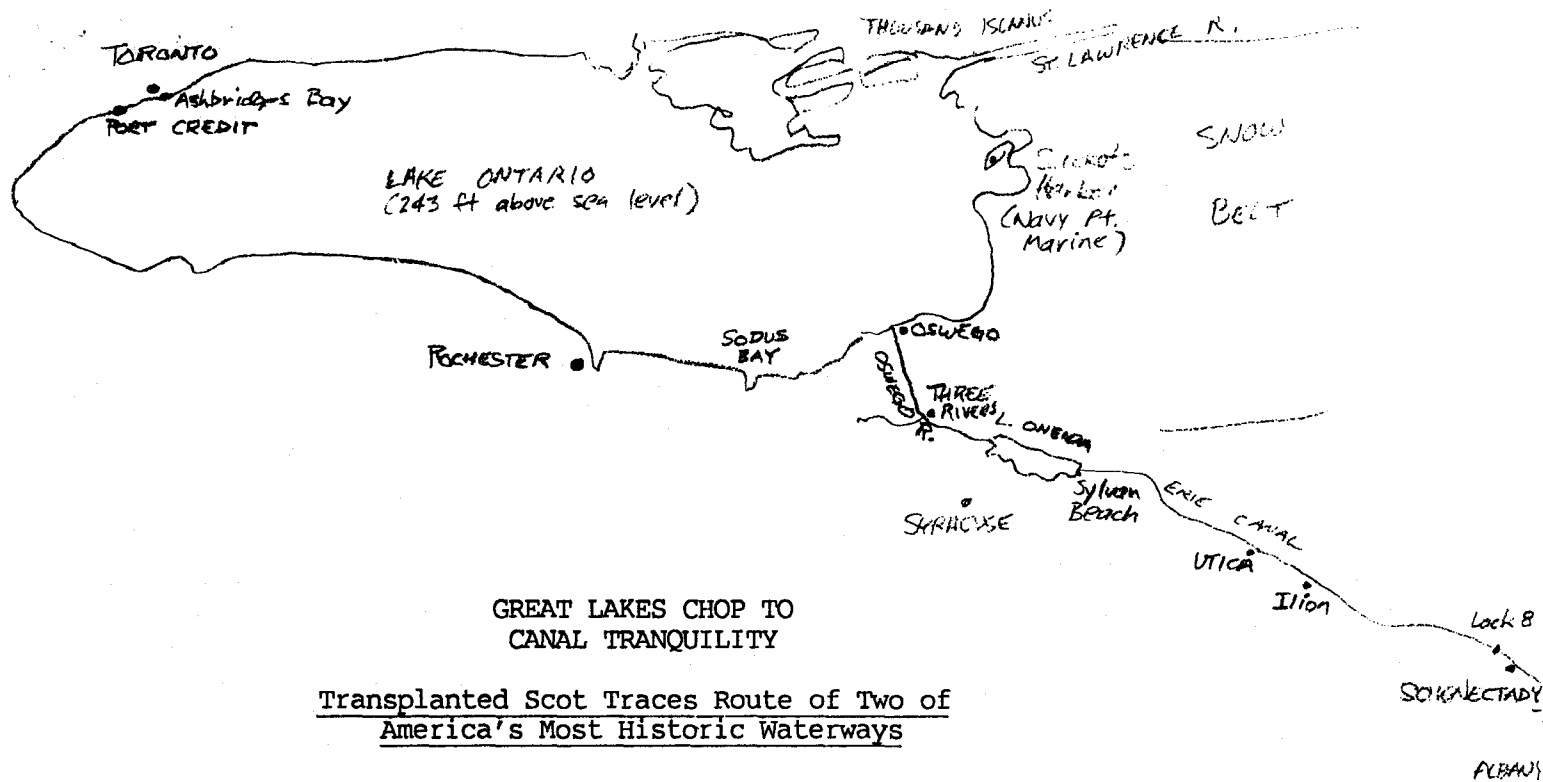 THOUSAND ISLANDS
ST. LAWRENCE R.
TORONTO
Ashbridges Bay
PORT CREDIT
LAKE ONTARIO
(243 ft above sea level)
Harbor
(Navy Pt.
Marine)
SNOW
BELT
OSWEGO
SODUS
BAY
ROCHESTER
OSWEGO
R.
THREE
RIVERS
L. ONEIDA
Sylvan
Beach
ERIE CANAL
SYRACUSE
UTICA
Ilion
Lock 8
SCHENECTADY
ALBANY
GREAT LAKES CHOP TO
CANAL TRANQUILITY
Transplanted Scot Traces Route of Two of
America's Most Historic Waterways